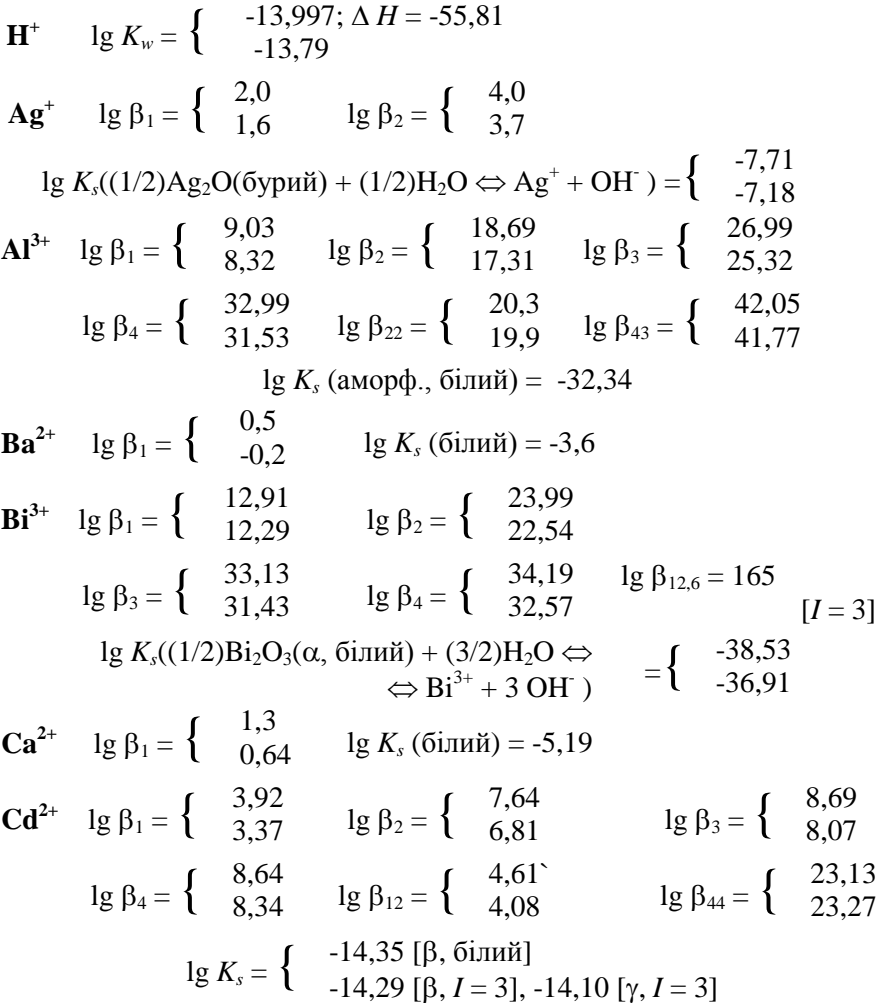 H⁺ lg Kw = { -13,997; Δ H = -55,81
-13,79
Ag⁺ lg β₁ = { 2,0 lg β₂ = { 4,0
1,6 3,7
lg Ks((1/2)Ag₂O(бурий) + (1/2)H₂O ⇔ Ag⁺ + OH⁻ ) = { -7,71
-7,18
Al³⁺ lg β₁ = { 9,03 lg β₂ = { 18,69 lg β₃ = { 26,99
8,32 17,31 25,32
lg β₄ = { 32,99 lg β₂₂ = { 20,3 lg β₄₃ = { 42,05
31,53 19,9 41,77
lg Ks (аморф., білий) = -32,34
Ba²⁺ lg β₁ = { 0,5 lg Ks (білий) = -3,6
-0,2
Bi³⁺ lg β₁ = { 12,91 lg β₂ = { 23,99
12,29 22,54
lg β₃ = { 33,13 lg β₄ = { 34,19 lg β₁₂,₆ = 165
31,43 32,57 [I = 3]
lg Ks((1/2)Bi₂O₃(α, білий) + (3/2)H₂O ⇔
⇔ Bi³⁺ + 3 OH⁻ ) = { -38,53
-36,91
Ca²⁺ lg β₁ = { 1,3 lg Ks (білий) = -5,19
0,64
Cd²⁺ lg β₁ = { 3,92 lg β₂ = { 7,64 lg β₃ = { 8,69
3,37 6,81 8,07
lg β₄ = { 8,64 lg β₁₂ = { 4,61` lg β₄₄ = { 23,13
8,34 4,08 23,27
lg Ks = { -14,35 [β, білий]
-14,29 [β, I = 3], -14,10 [γ, I = 3]